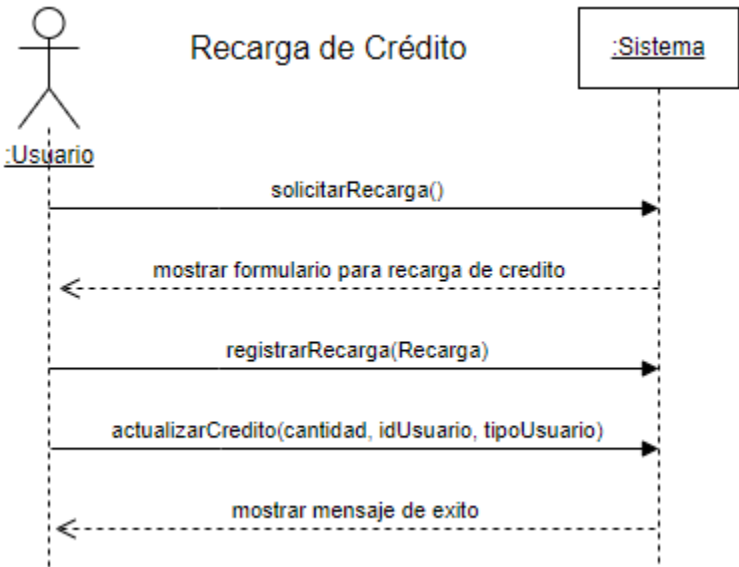 Recarga de Crédito
:Sistema
:Usuario
solicitarRecarga()
mostrar formulario para recarga de credito
registrarRecarga(Recarga)
actualizarCredito(cantidad, idUsuario, tipoUsuario)
mostrar mensaje de exito